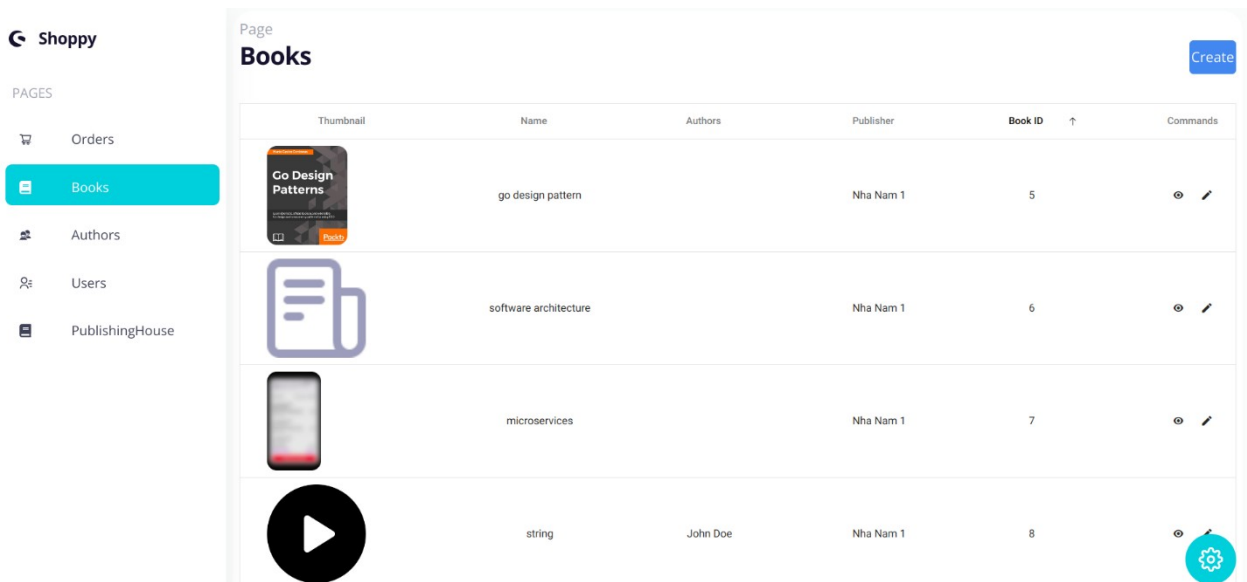 Shoppy
PAGES
Orders
Books
Authors
Users
PublishingHouse
Page
Books
Create
Thumbnail Name Authors Publisher Book ID ↑ Commands
Go Design
Patterns
Packt
go design pattern Nha Nam 1 5
software architecture Nha Nam 1 6
microservices Nha Nam 1 7
string John Doe Nha Nam 1 8